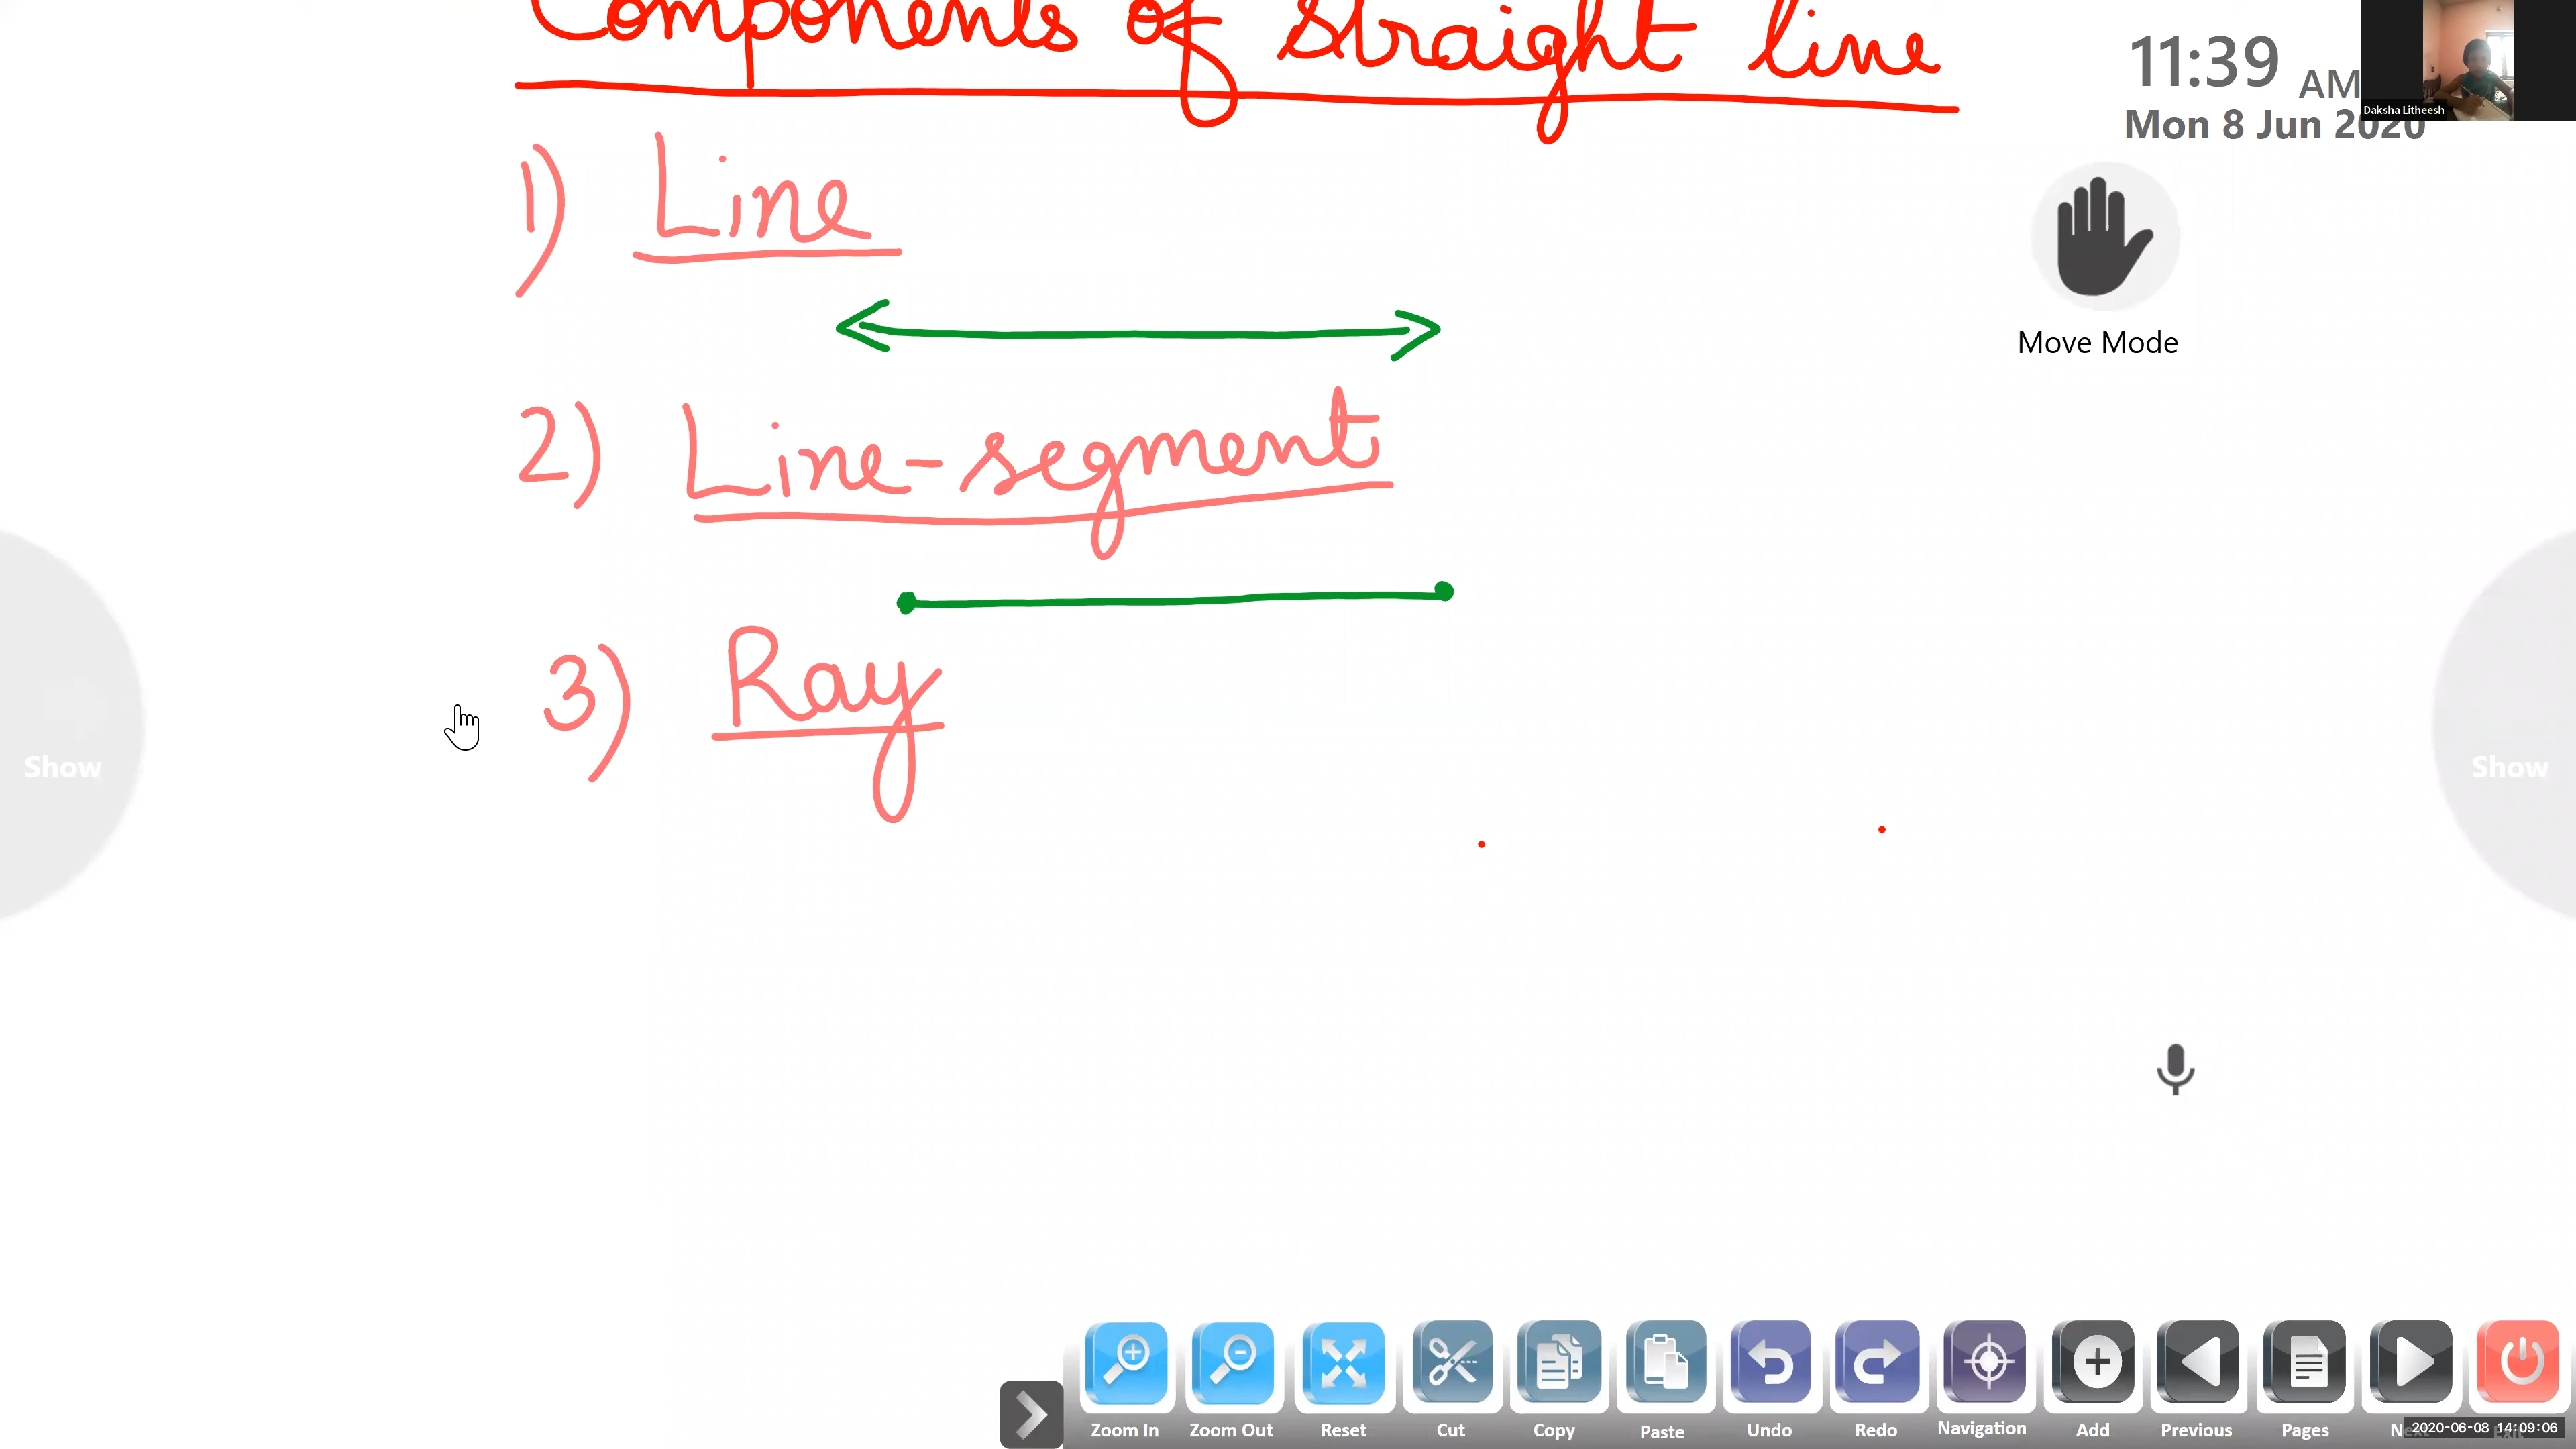 Components of Straight line
11:39 AM
Daksha Litheesh
Mon 8 Jun 2020
1) Line
Move Mode
2) Line-segment
3) Ray
Show
Show
Zoom In
Zoom Out
Reset
Cut
Copy
Paste
Undo
Redo
Navigation
Add
Previous
Pages
2020-06-08 14:09:06